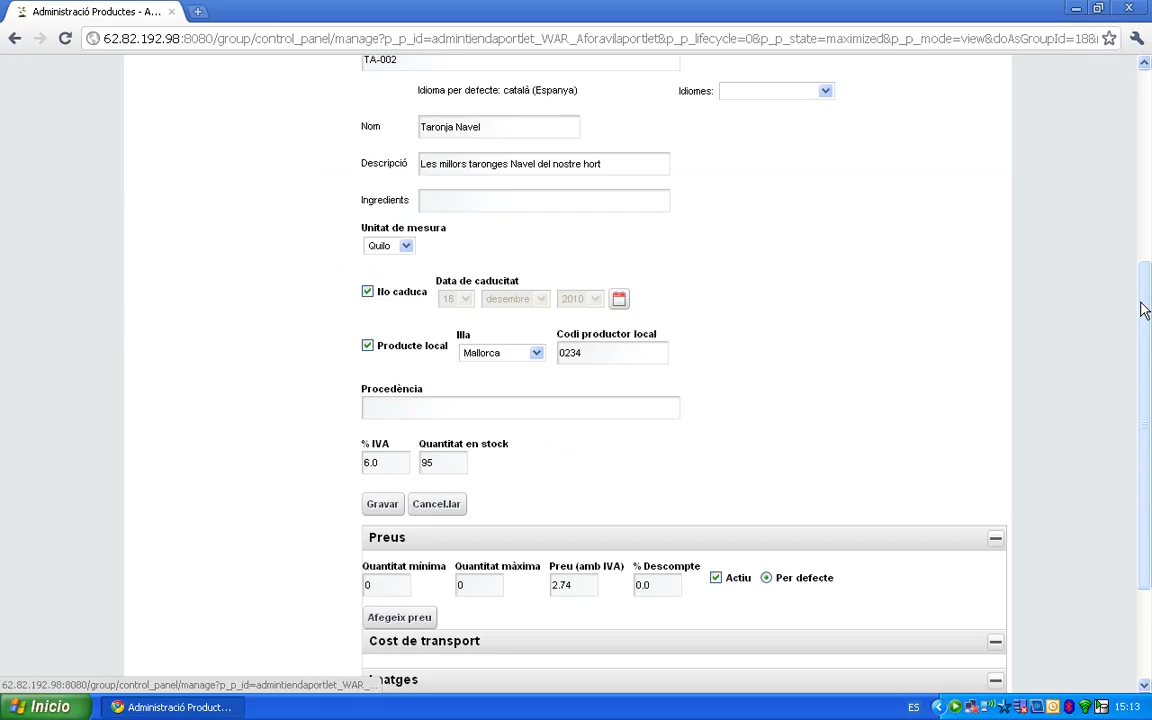 Administració Productes - A...
62.82.192.98:8080/group/control_panel/manage?p_p_id=admintiendaportlet_WAR_Aforavilaportlet&p_p_lifecycle=0&p_p_state=maximized&p_p_mode=view&doAsGroupId=18&
TA-002
Idioma per defecte: català (Espanya)
Idiomes:
Nom
Taronja Navel
Descripció
Les millors taronges Navel del nostre hort
Ingredients
Unitat de mesura
Quilo
No caduca
Data de caducitat
16
desembre
2010
Producte local
Illa
Mallorca
Codi productor local
0234
Procedència
% IVA
Quantitat en stock
6.0
95
Gravar
Cancel.lar
Preus
Quantitat mínima
Quantitat màxima
Preu (amb IVA)
% Descompte
0
0
2.74
0.0
Actiu
Per defecte
Afegeix preu
Cost de transport
Imatges
62.82.192.98:8080/group/control_panel/manage?p_p_id=admintiendaportlet_WAR_...
Inicio
Administració Product...
ES
15:13